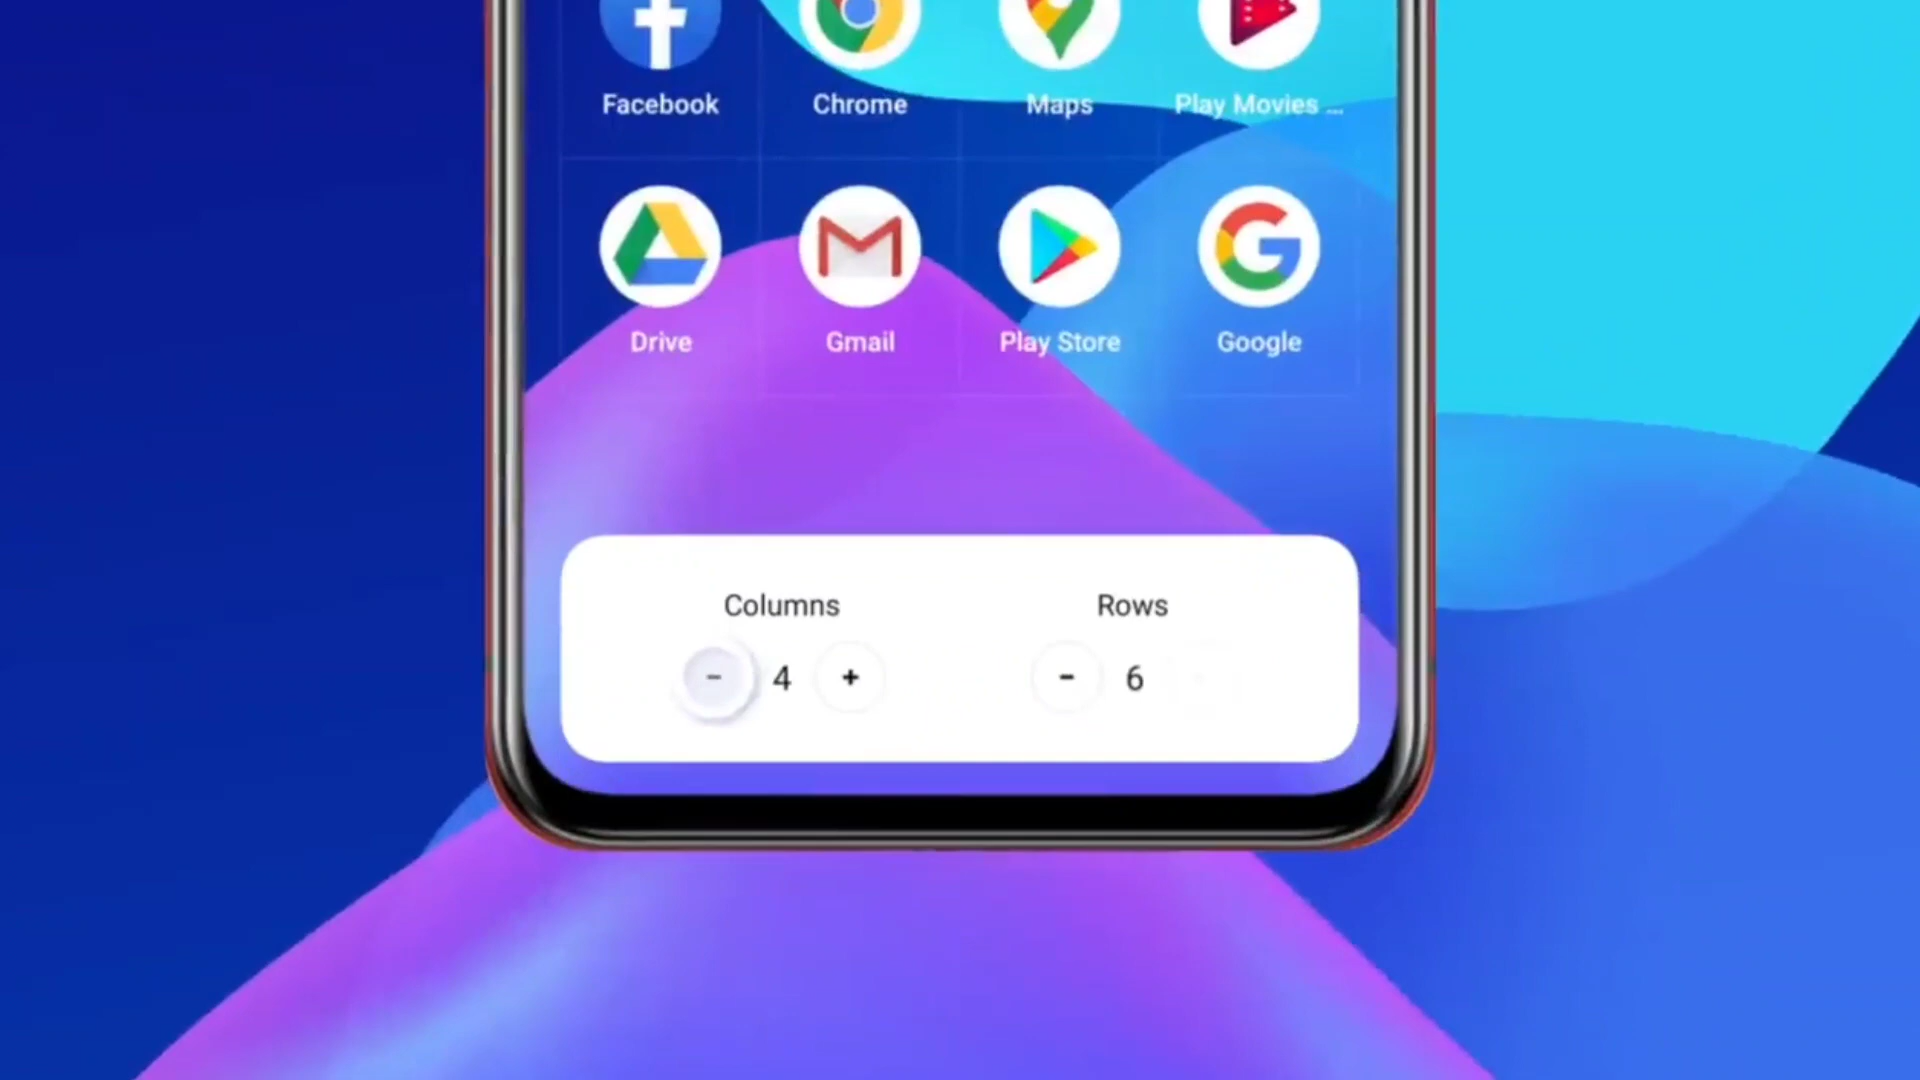 Facebook Chrome Maps Play Movies ...
Drive Gmail Play Store Google
Columns Rows
- 4 + - 6